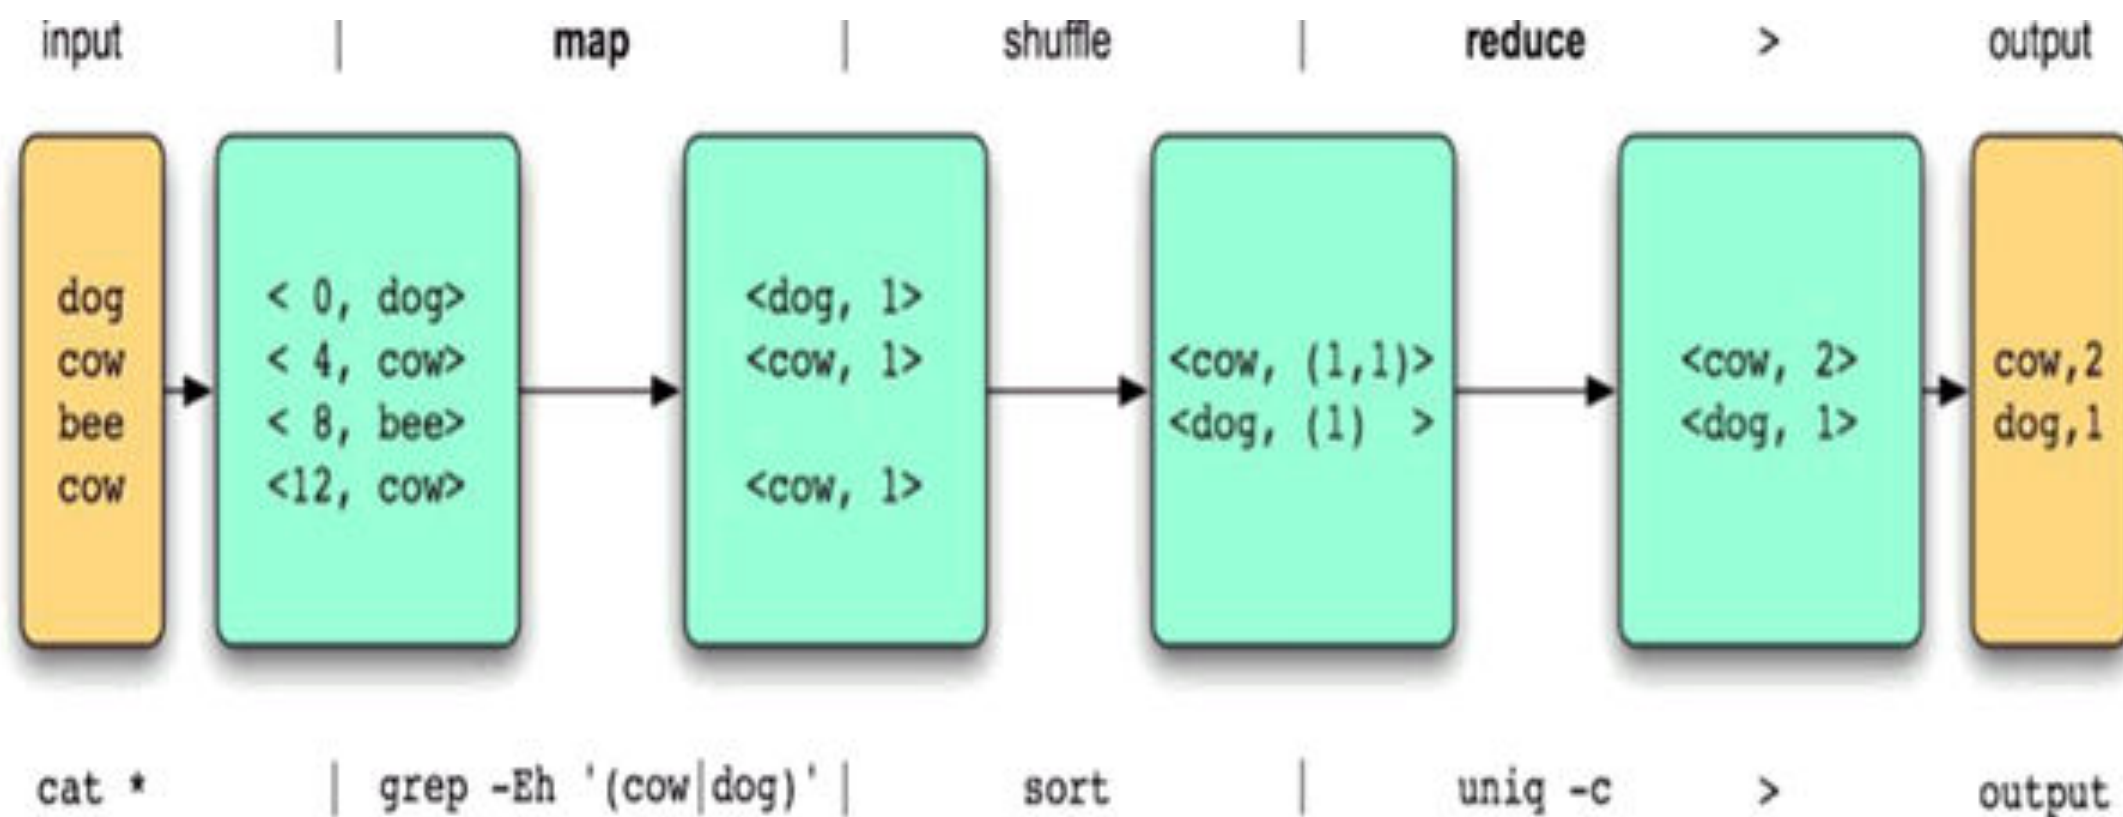 input | map | shuffle | reduce > output
dog
cow
bee
cow
< 0, dog>
< 4, cow>
< 8, bee>
<12, cow>
<dog, 1>
<cow, 1>
<cow, 1>
<cow, (1,1)>
<dog, (1) >
<cow, 2>
<dog, 1>
cow,2
dog,1
cat * | grep -Eh '(cow|dog)' | sort | uniq -c > output